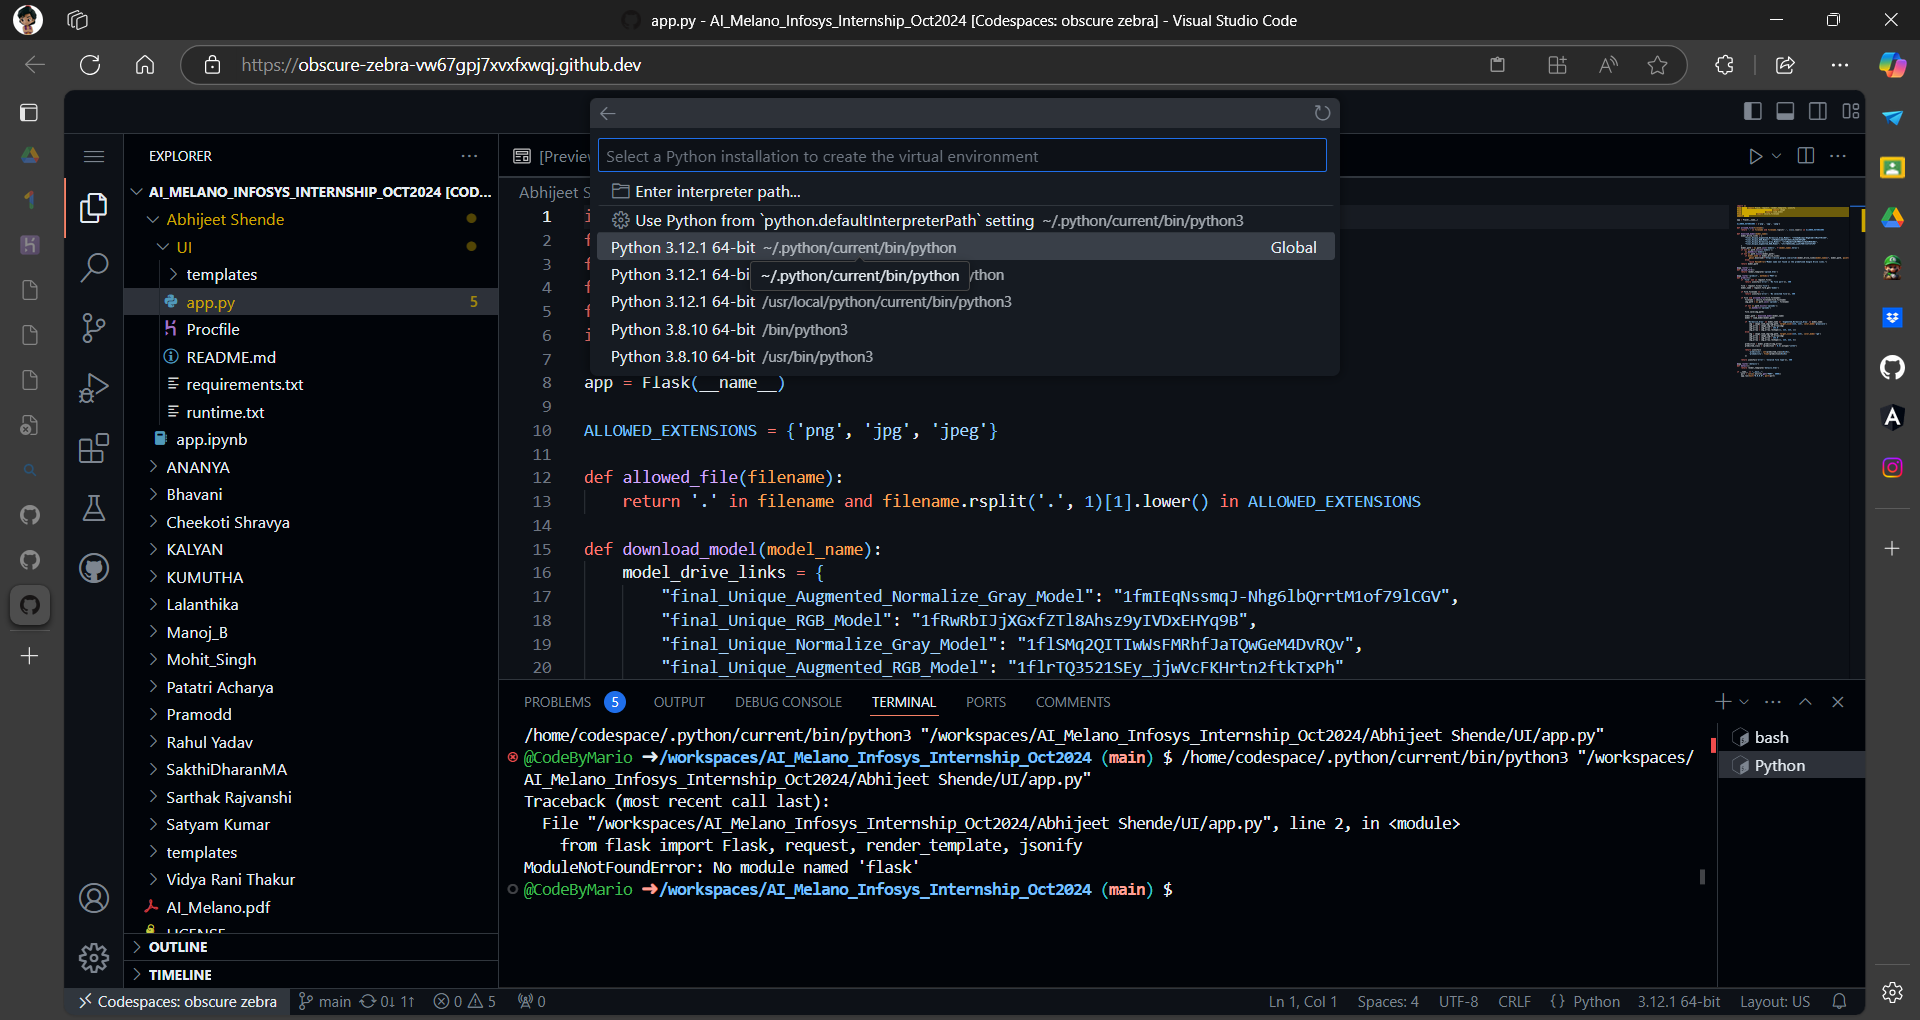 app.py - AI_Melano_Infosys_Internship_Oct2024 [Codespaces: obscure zebra] - Visual Studio Code
https://obscure-zebra-vw67gpj7xvxfxwqj.github.dev
EXPLORER
AI_MELANO_INFOSYS_INTERNSHIP_OCT2024 [COD...
Abhijeet Shende
UI
templates
app.py 5
Procfile
README.md
requirements.txt
runtime.txt
app.ipynb
ANANYA
Bhavani
Cheekoti Shravya
KALYAN
KUMUTHA
Lalanthika
Manoj_B
Mohit_Singh
Patatri Acharya
Pramodd
Rahul Yadav
SakthiDharanMA
Sarthak Rajvanshi
Satyam Kumar
templates
Vidya Rani Thakur
AI_Melano.pdf
LICENSE
OUTLINE
TIMELINE
[Previe
Abhijeet S
Select a Python installation to create the virtual environment
Enter interpreter path...
Use Python from `python.defaultInterpreterPath` setting ~/.python/current/bin/python3
Python 3.12.1 64-bit ~/.python/current/bin/python Global
Python 3.12.1 64-bi ~/.python/current/bin/python ython
Python 3.12.1 64-bit /usr/local/python/current/bin/python3
Python 3.8.10 64-bit /bin/python3
Python 3.8.10 64-bit /usr/bin/python3
1 i
2 f
3 f
4 f
5 f
6 i
7
8 app = Flask(__name__)
9
10 ALLOWED_EXTENSIONS = {'png', 'jpg', 'jpeg'}
11
12 def allowed_file(filename):
13 return '.' in filename and filename.rsplit('.', 1)[1].lower() in ALLOWED_EXTENSIONS
14
15 def download_model(model_name):
16 model_drive_links = {
17 "final_Unique_Augmented_Normalize_Gray_Model": "1fmIEqNssmqJ-Nhg6lbQrrtM1of79lCGV",
18 "final_Unique_RGB_Model": "1fRwRbIJjXGxfZTl8Ahsz9yIVDxEHYq9B",
19 "final_Unique_Normalize_Gray_Model": "1flSMq2QITIwWsFMRhfJaTQwGeM4DvRQv",
20 "final_Unique_Augmented_RGB_Model": "1flrTQ3521SEy_jjwVcFKHrtn2ftkTxPh"
PROBLEMS 5 OUTPUT DEBUG CONSOLE TERMINAL PORTS COMMENTS
/home/codespace/.python/current/bin/python3 "/workspaces/AI_Melano_Infosys_Internship_Oct2024/Abhijeet Shende/UI/app.py"
@CodeByMario ➜/workspaces/AI_Melano_Infosys_Internship_Oct2024 (main) $ /home/codespace/.python/current/bin/python3 "/workspaces/
AI_Melano_Infosys_Internship_Oct2024/Abhijeet Shende/UI/app.py"
Traceback (most recent call last):
File "/workspaces/AI_Melano_Infosys_Internship_Oct2024/Abhijeet Shende/UI/app.py", line 2, in <module>
from flask import Flask, request, render_template, jsonify
ModuleNotFoundError: No module named 'flask'
@CodeByMario ➜/workspaces/AI_Melano_Infosys_Internship_Oct2024 (main) $
bash
Python
Codespaces: obscure zebra main 0↓ 1↑ 0 5 0 Ln 1, Col 1 Spaces: 4 UTF-8 CRLF {} Python 3.12.1 64-bit Layout: US